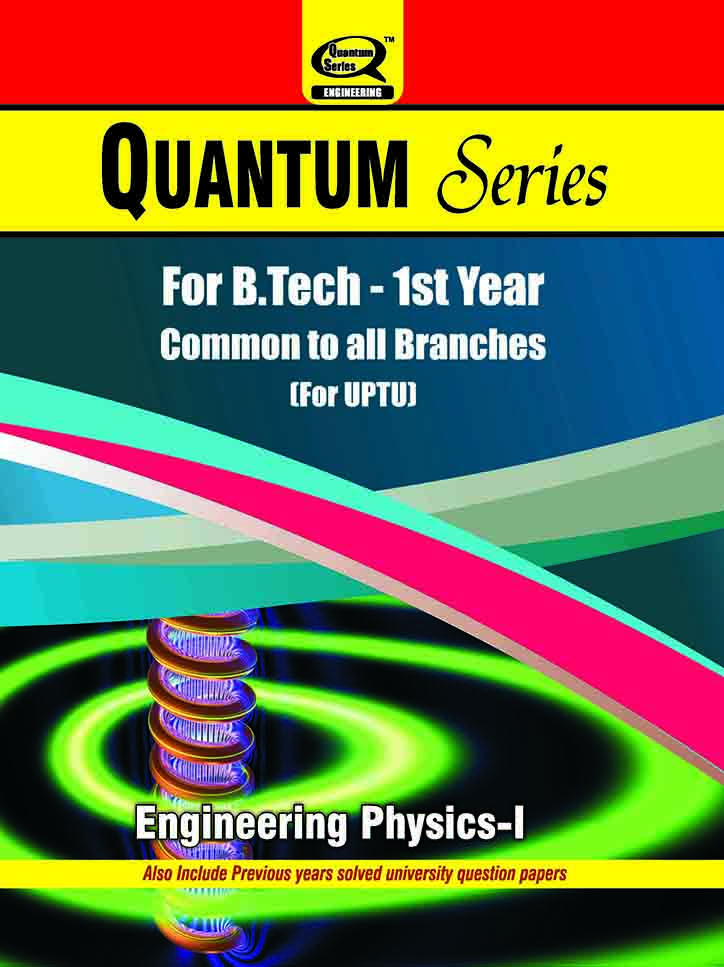 Quantum
Series
TM
ENGINEERING
QUANTUM Series
For B.Tech - 1st Year
Common to all Branches
(For UPTU)
Engineering Physics-I
Also Include Previous years solved university question papers